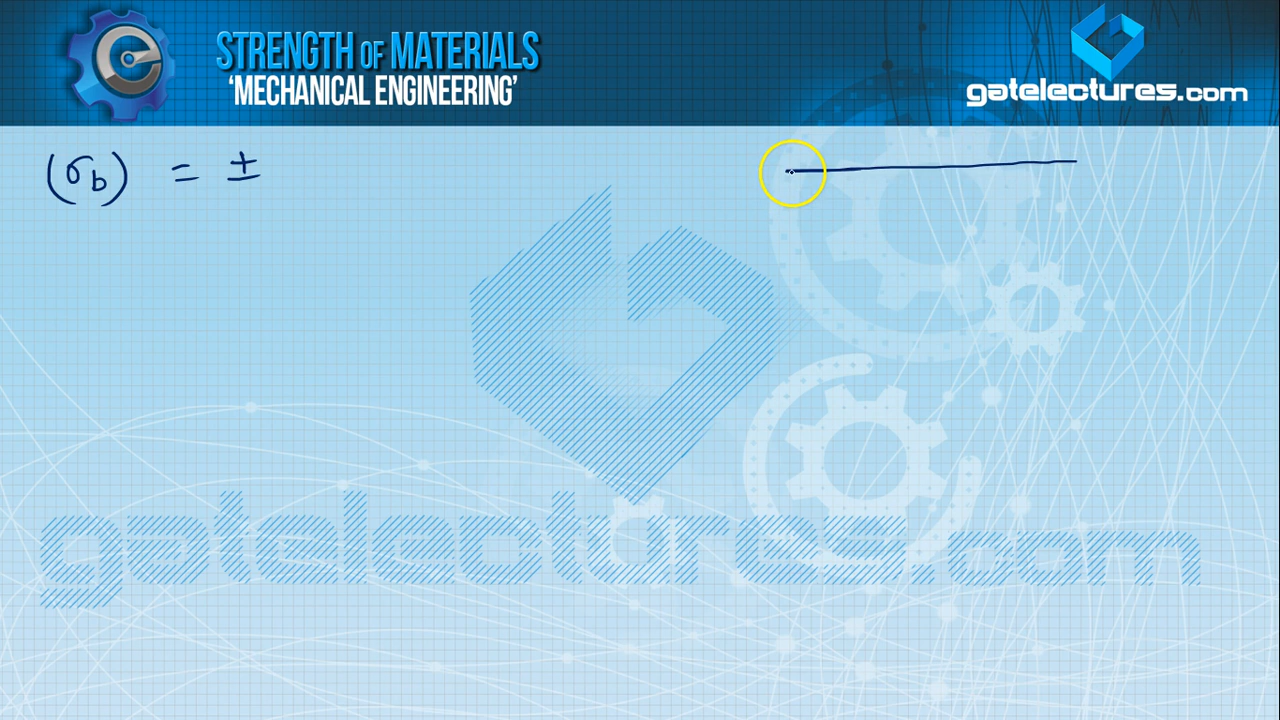 STRENGTH OF MATERIALS
'MECHANICAL ENGINEERING'
gatelectures.com
(σb) = ±
gatelectures.com